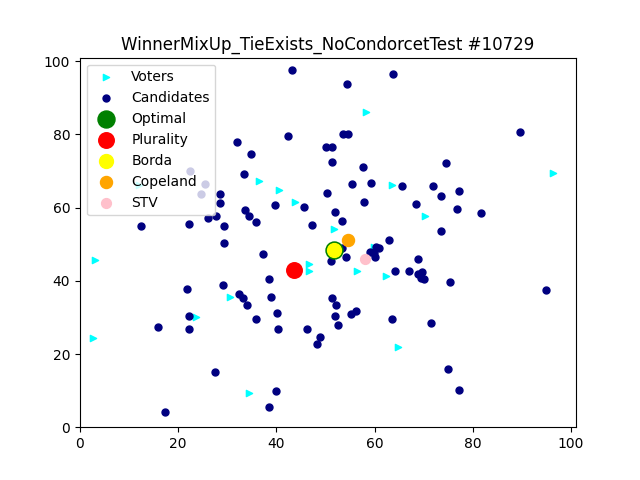 WinnerMixUp_TieExists_NoCondorcetTest #10729
Voters
Candidates
Optimal
Plurality
Borda
Copeland
STV
100
80
60
40
20
0
0 20 40 60 80 100